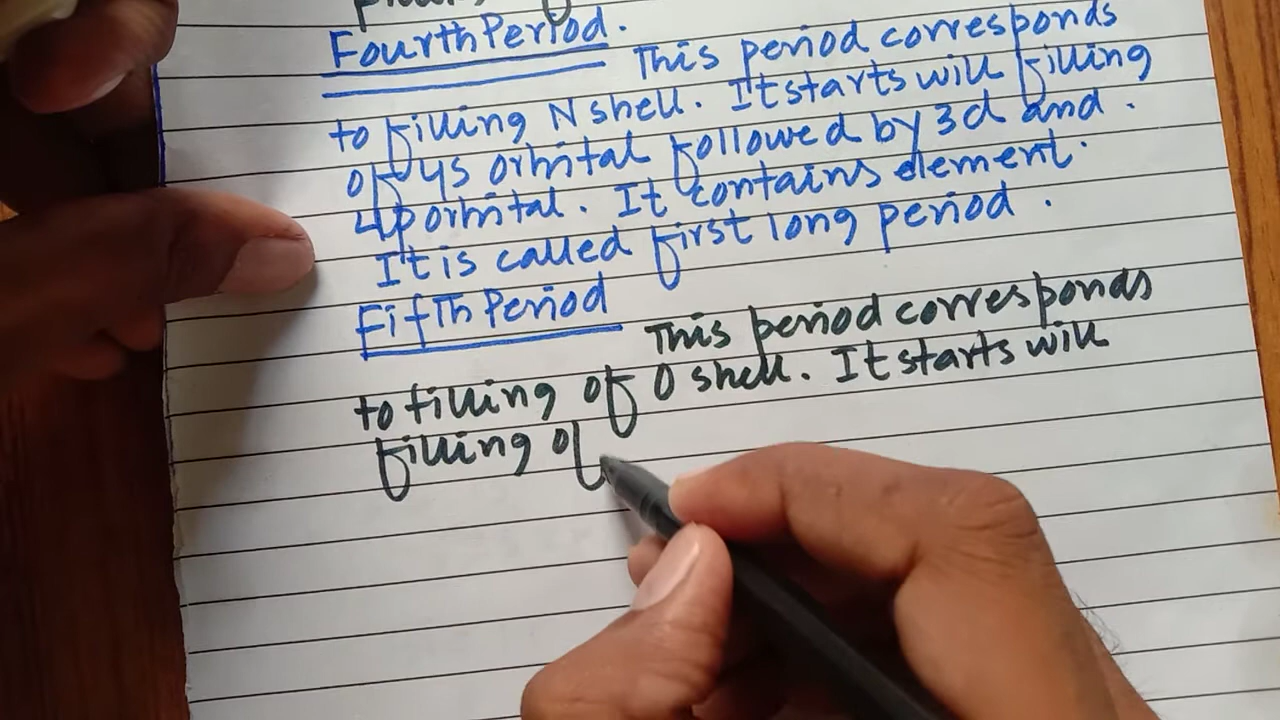 Fourth Period.
This period corresponds
to filling N shell. It starts will filling
of 4s orbital followed by 3d and.
4p orbital. It contains element.
It is called first long period.
Fifth Period
This period corresponds
to filling of O shell. It starts will
filling of